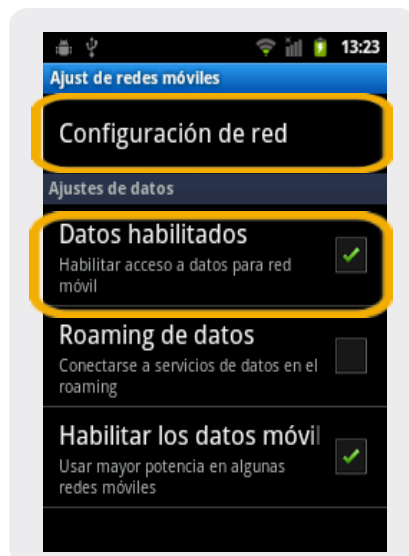 13:23
Ajust de redes móviles
Configuración de red
Ajustes de datos
Datos habilitados
Habilitar acceso a datos para red
móvil
Roaming de datos
Conectarse a servicios de datos en el
roaming
Habilitar los datos móvil
Usar mayor potencia en algunas
redes móviles